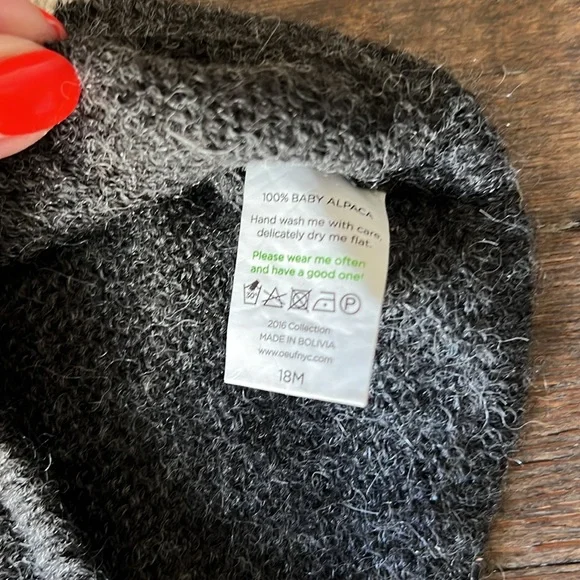 100% BABY ALPACA
Hand wash me with care,
delicately dry me flat.
Please wear me often
and have a good one!
30 P
2016 Collection
MADE IN BOLIVIA
www.oeufnyc.com
18M